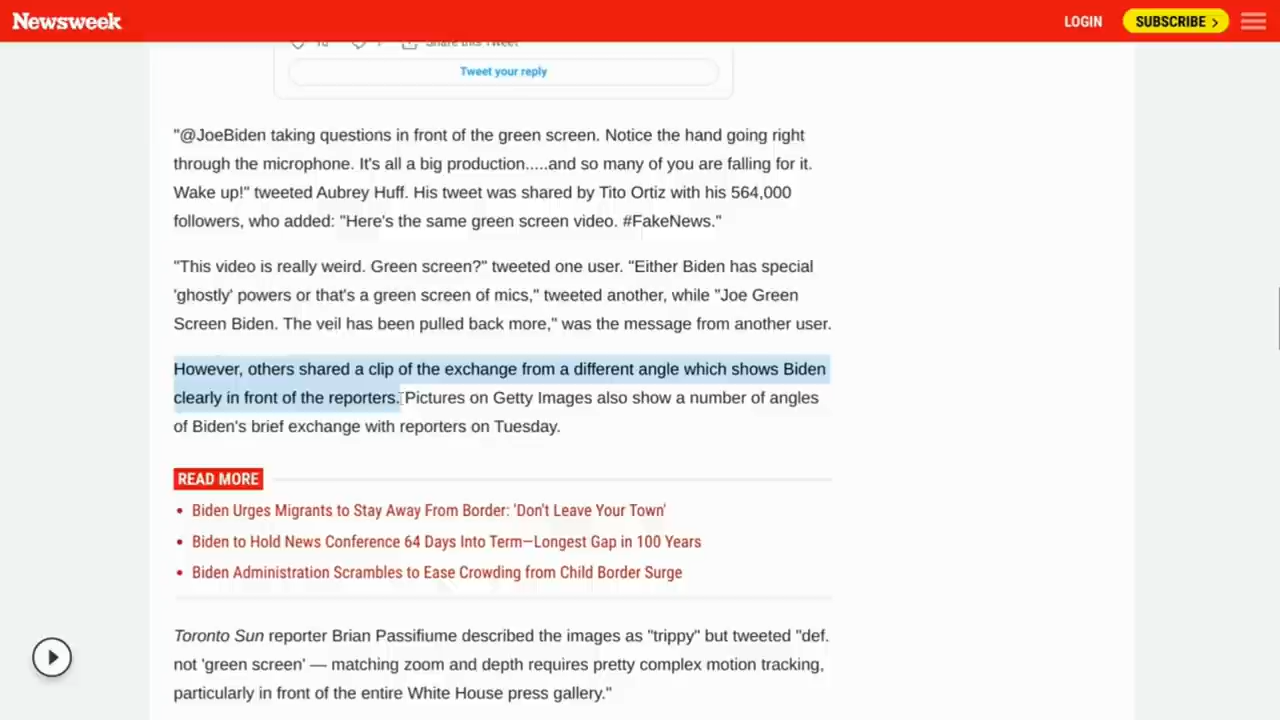 Newsweek
LOGIN
SUBSCRIBE >
Share this Tweet
Tweet your reply
"@JoeBiden taking questions in front of the green screen. Notice the hand going right
through the microphone. It's all a big production.....and so many of you are falling for it.
Wake up!" tweeted Aubrey Huff. His tweet was shared by Tito Ortiz with his 564,000
followers, who added: "Here's the same green screen video. #FakeNews."
"This video is really weird. Green screen?" tweeted one user. "Either Biden has special
'ghostly' powers or that's a green screen of mics," tweeted another, while "Joe Green
Screen Biden. The veil has been pulled back more," was the message from another user.
However, others shared a clip of the exchange from a different angle which shows Biden
clearly in front of the reporters. Pictures on Getty Images also show a number of angles
of Biden's brief exchange with reporters on Tuesday.
READ MORE
• Biden Urges Migrants to Stay Away From Border: 'Don't Leave Your Town'
• Biden to Hold News Conference 64 Days Into Term—Longest Gap in 100 Years
• Biden Administration Scrambles to Ease Crowding from Child Border Surge
Toronto Sun reporter Brian Passifiume described the images as "trippy" but tweeted "def.
not 'green screen' — matching zoom and depth requires pretty complex motion tracking,
particularly in front of the entire White House press gallery."